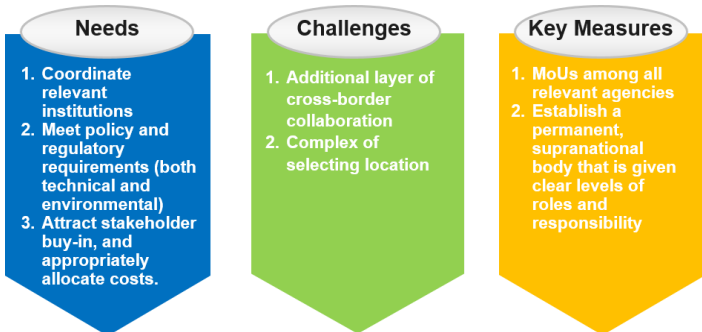 Needs
1. Coordinate
relevant
institutions
2. Meet policy and
regulatory
requirements (both
technical and
environmental)
3. Attract stakeholder
buy-in, and
appropriately
allocate costs.
Challenges
1. Additional layer of
cross-border
collaboration
2. Complex of
selecting location
Key Measures
1. MoUs among all
relevant agencies
2. Establish a
permanent,
supranational
body that is given
clear levels of
roles and
responsibility